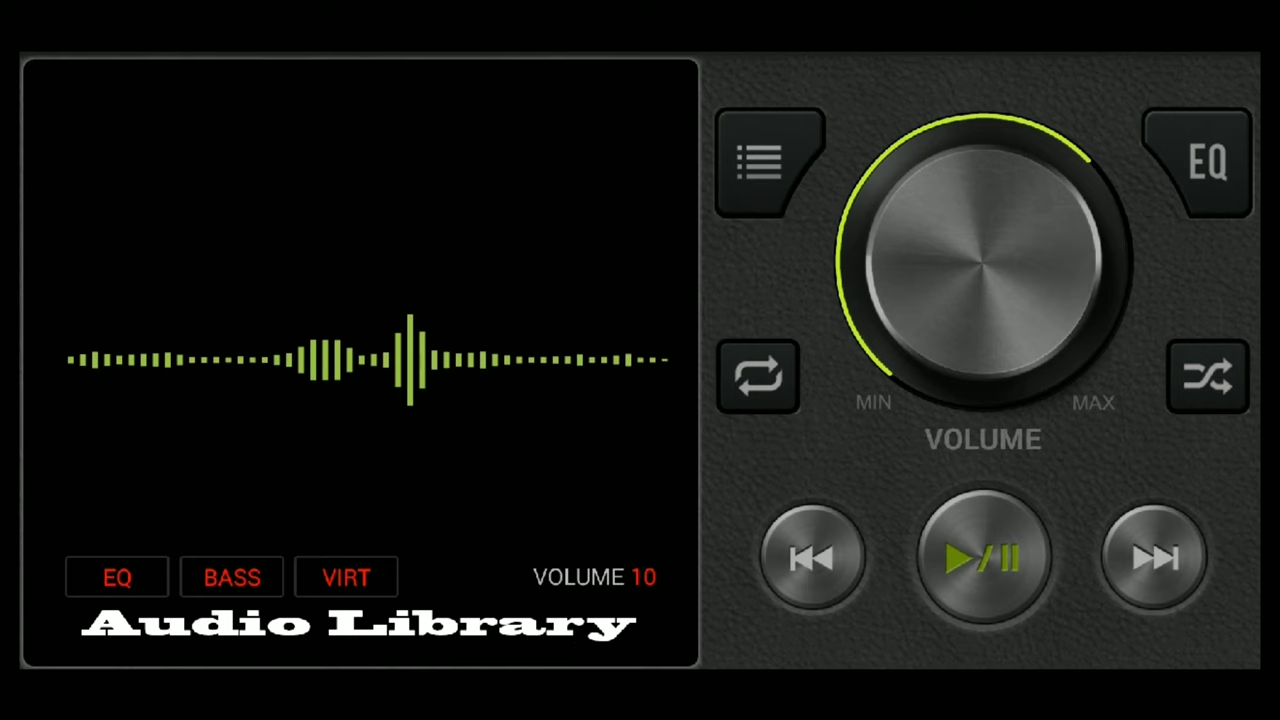 EQ
MIN MAX
VOLUME
EQ BASS VIRT VOLUME 10
Audio Library